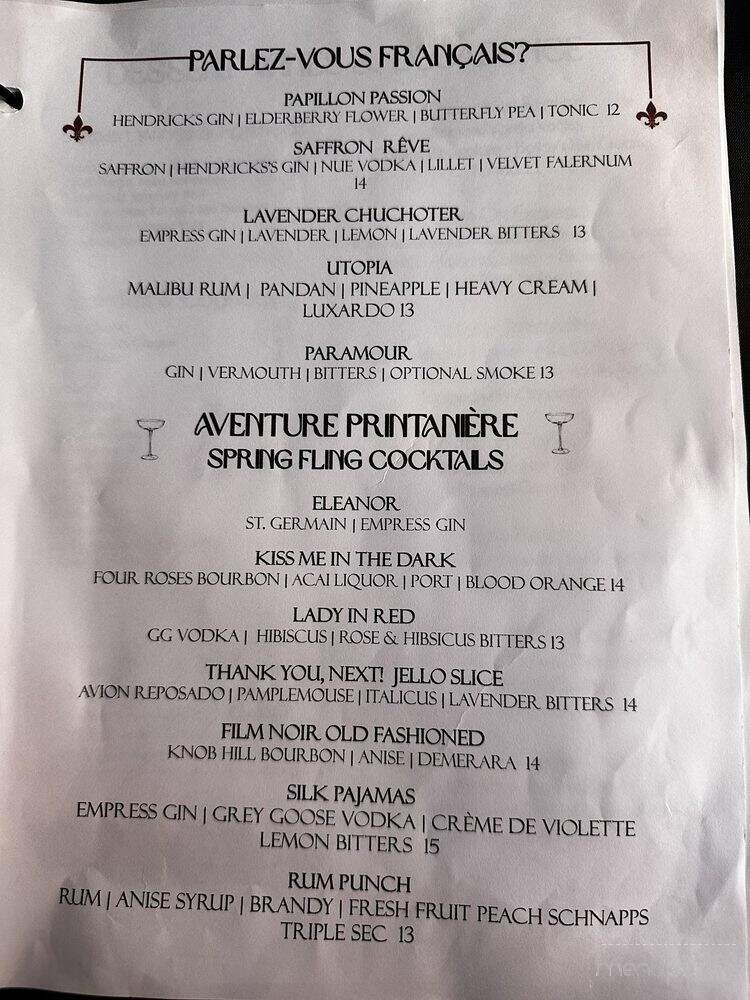 PARLEZ-VOUS FRANÇAIS?
PAPILLON PASSION
HENDRICKS GIN | ELDERBERRY FLOWER | BUTTERFLY PEA | TONIC 12
SAFFRON RÊVE
SAFFRON | HENDRICKS'S GIN | NUE VODKA | LILLET | VELVET FALERNUM
14
LAVENDER CHUCHOTER
EMPRESS GIN | LAVENDER | LEMON | LAVENDER BITTERS 13
UTOPIA
MALIBU RUM | PANDAN | PINEAPPLE | HEAVY CREAM |
LUXARDO 13
PARAMOUR
GIN | VERMOUTH | BITTERS | OPTIONAL SMOKE 13
AVENTURE PRINTANIÈRE
SPRING FLING COCKTAILS
ELEANOR
ST. GERMAIN | EMPRESS GIN
KISS ME IN THE DARK
FOUR ROSES BOURBON | ACAI LIQUOR | PORT | BLOOD ORANGE 14
LADY IN RED
GG VODKA | HIBISCUS | ROSE & HIBSICUS BITTERS 13
THANK YOU, NEXT! JELLO SLICE
AVION REPOSADO | PAMPLEMOUSE | ITALICUS | LAVENDER BITTERS 14
FILM NOIR OLD FASHIONED
KNOB HILL BOURBON | ANISE | DEMERARA 14
SILK PAJAMAS
EMPRESS GIN | GREY GOOSE VODKA | CRÈME DE VIOLETTE
LEMON BITTERS 15
RUM PUNCH
RUM | ANISE SYRUP | BRANDY | FRESH FRUIT PEACH SCHNAPPS
TRIPLE SEC 13